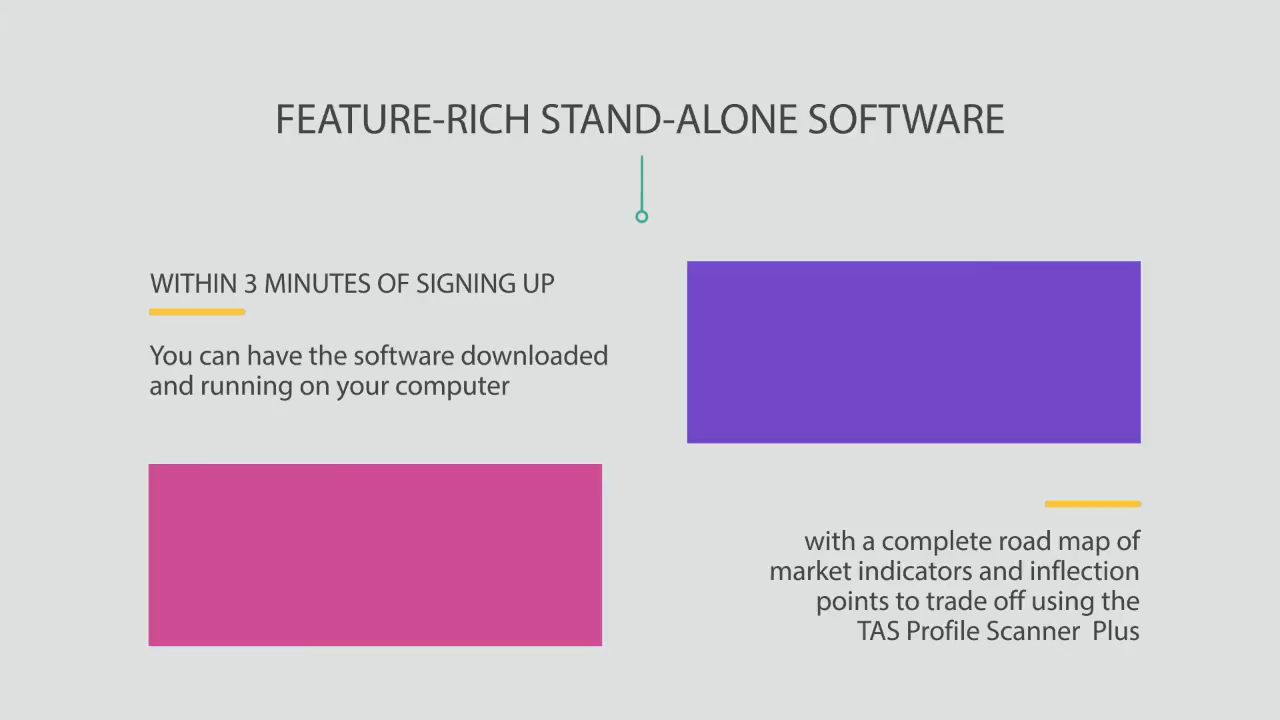 FEATURE-RICH STAND-ALONE SOFTWARE
WITHIN 3 MINUTES OF SIGNING UP
You can have the software downloaded
and running on your computer
with a complete road map of
market indicators and inflection
points to trade off using the
TAS Profile Scanner  Plus